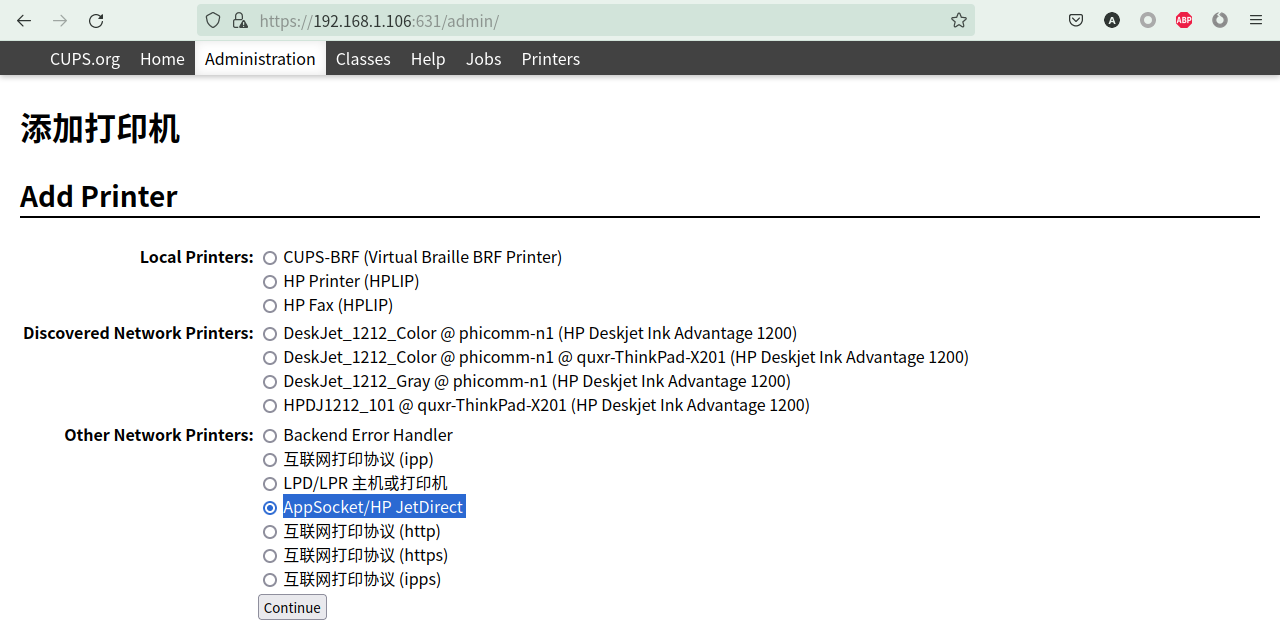 https://192.168.1.106:631/admin/
A
ABP
CUPS.org Home Administration Classes Help Jobs Printers
添加打印机
Add Printer
Local Printers: CUPS-BRF (Virtual Braille BRF Printer)
HP Printer (HPLIP)
HP Fax (HPLIP)
Discovered Network Printers: DeskJet_1212_Color @ phicomm-n1 (HP Deskjet Ink Advantage 1200)
DeskJet_1212_Color @ phicomm-n1 @ quxr-ThinkPad-X201 (HP Deskjet Ink Advantage 1200)
DeskJet_1212_Gray @ phicomm-n1 (HP Deskjet Ink Advantage 1200)
HPDJ1212_101 @ quxr-ThinkPad-X201 (HP Deskjet Ink Advantage 1200)
Other Network Printers: Backend Error Handler
互联网打印协议 (ipp)
LPD/LPR 主机或打印机
AppSocket/HP JetDirect
互联网打印协议 (http)
互联网打印协议 (https)
互联网打印协议 (ipps)
Continue